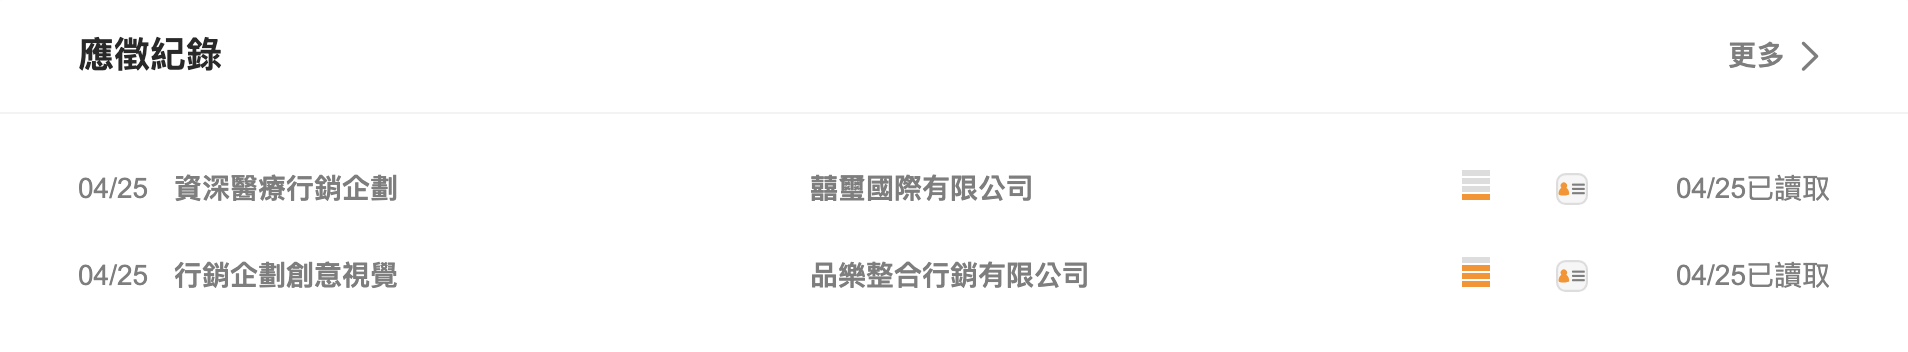 應徵紀錄 更多
04/25 資深醫療行銷企劃 囍璽國際有限公司 04/25已讀取
04/25 行銷企劃創意視覺 品樂整合行銷有限公司 04/25已讀取